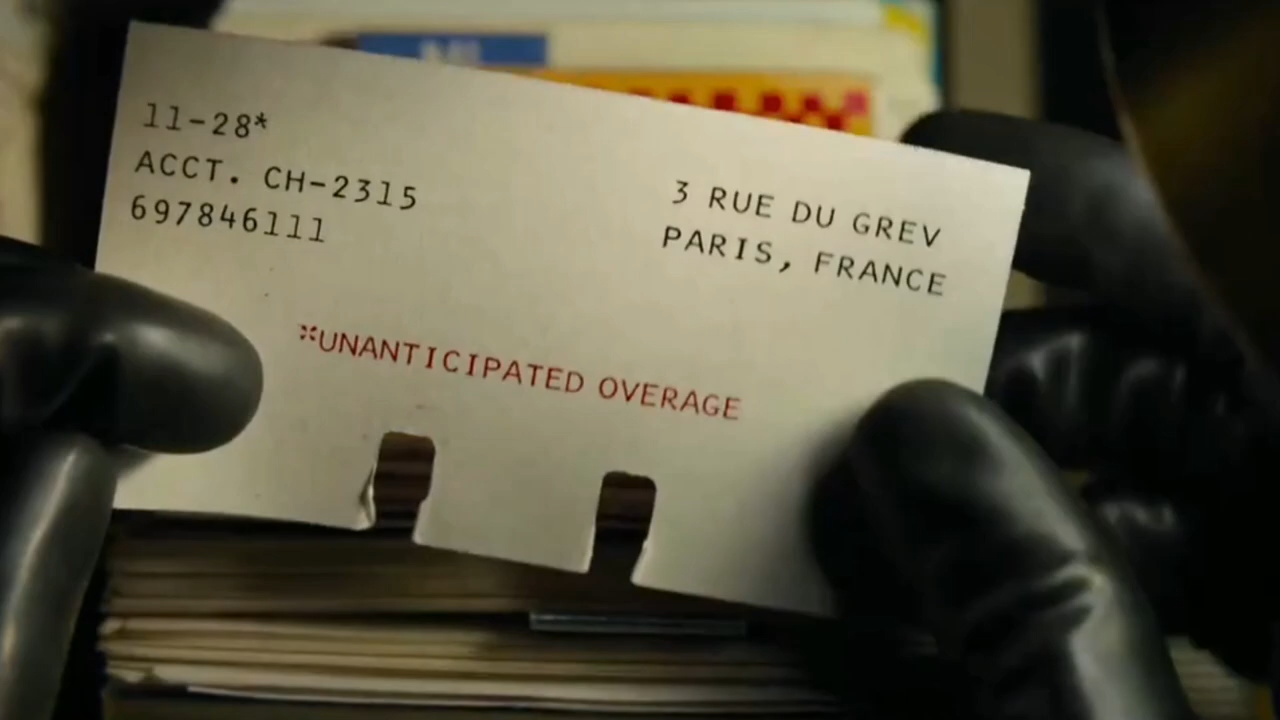 11-28*
ACCT. CH-2315
697846111
3 RUE DU GREV
PARIS, FRANCE
*UNANTICIPATED OVERAGE